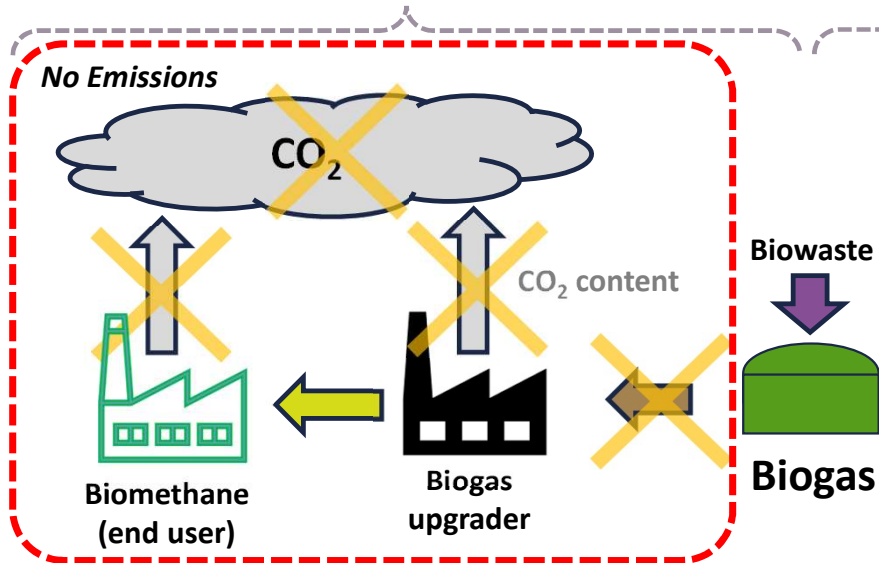 No Emissions
CO₂
CO₂ content
Biowaste
Biogas
Biomethane
(end user)
Biogas
upgrader